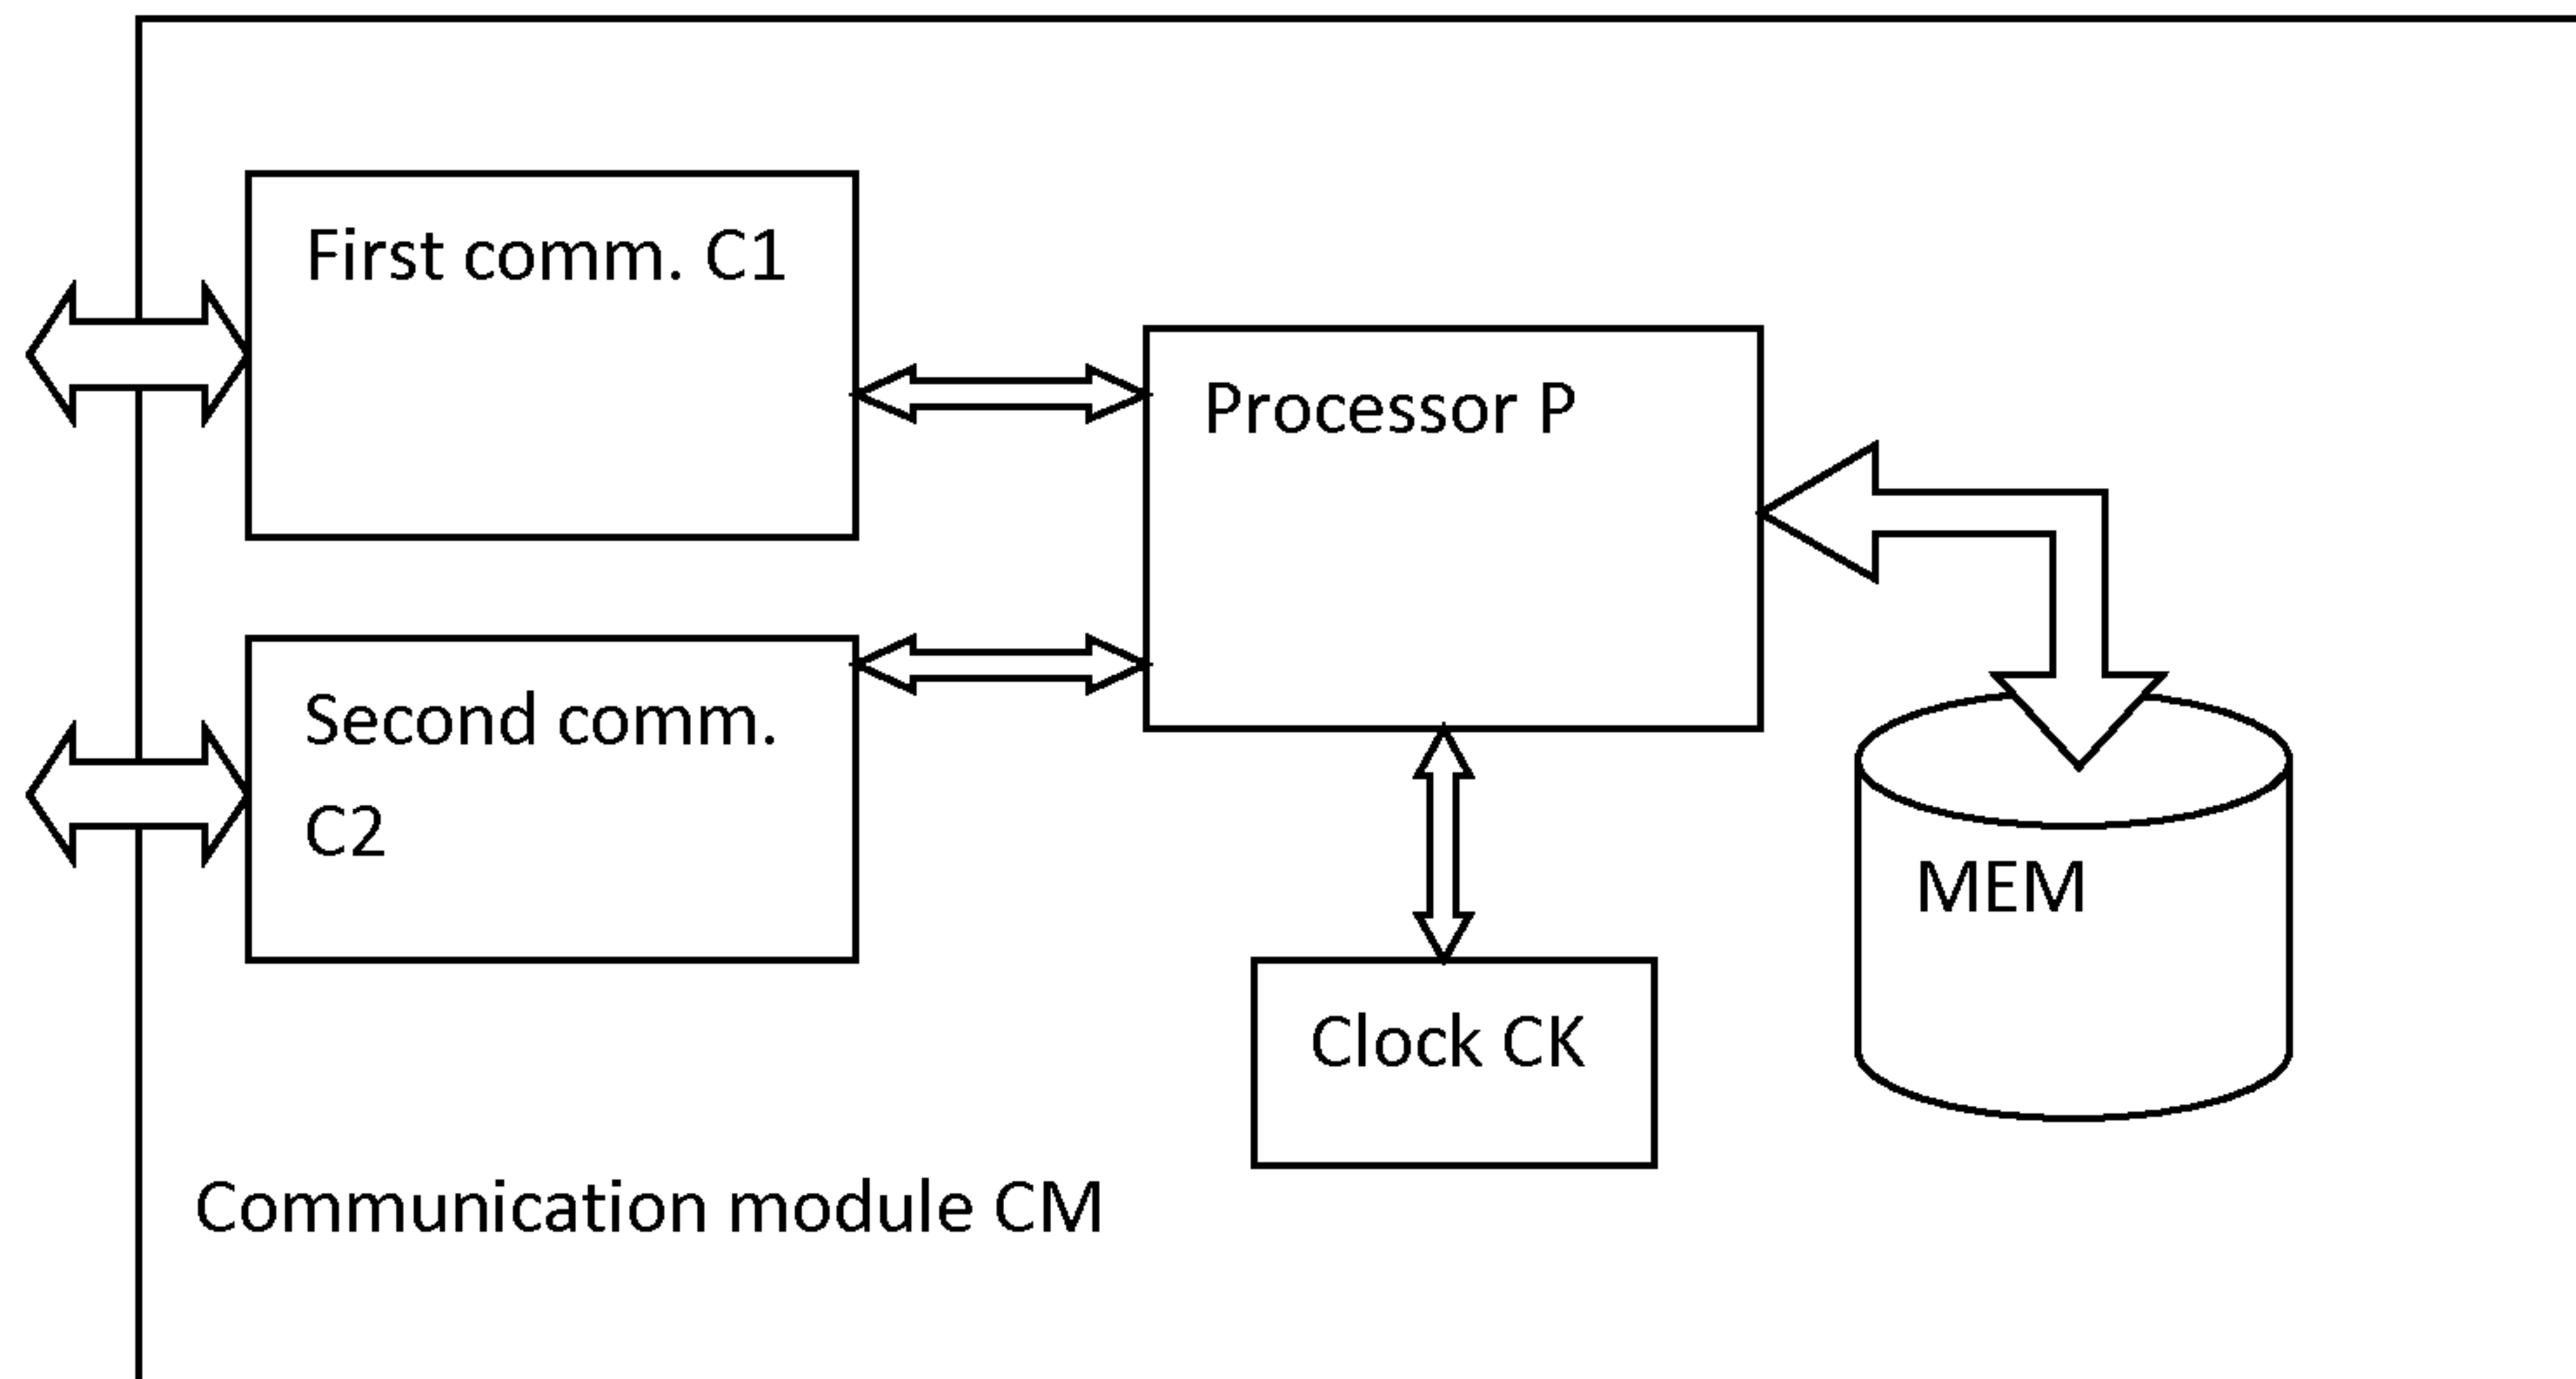 First comm. C1
Processor P
Second comm.
C2
MEM
Clock CK
Communication module CM